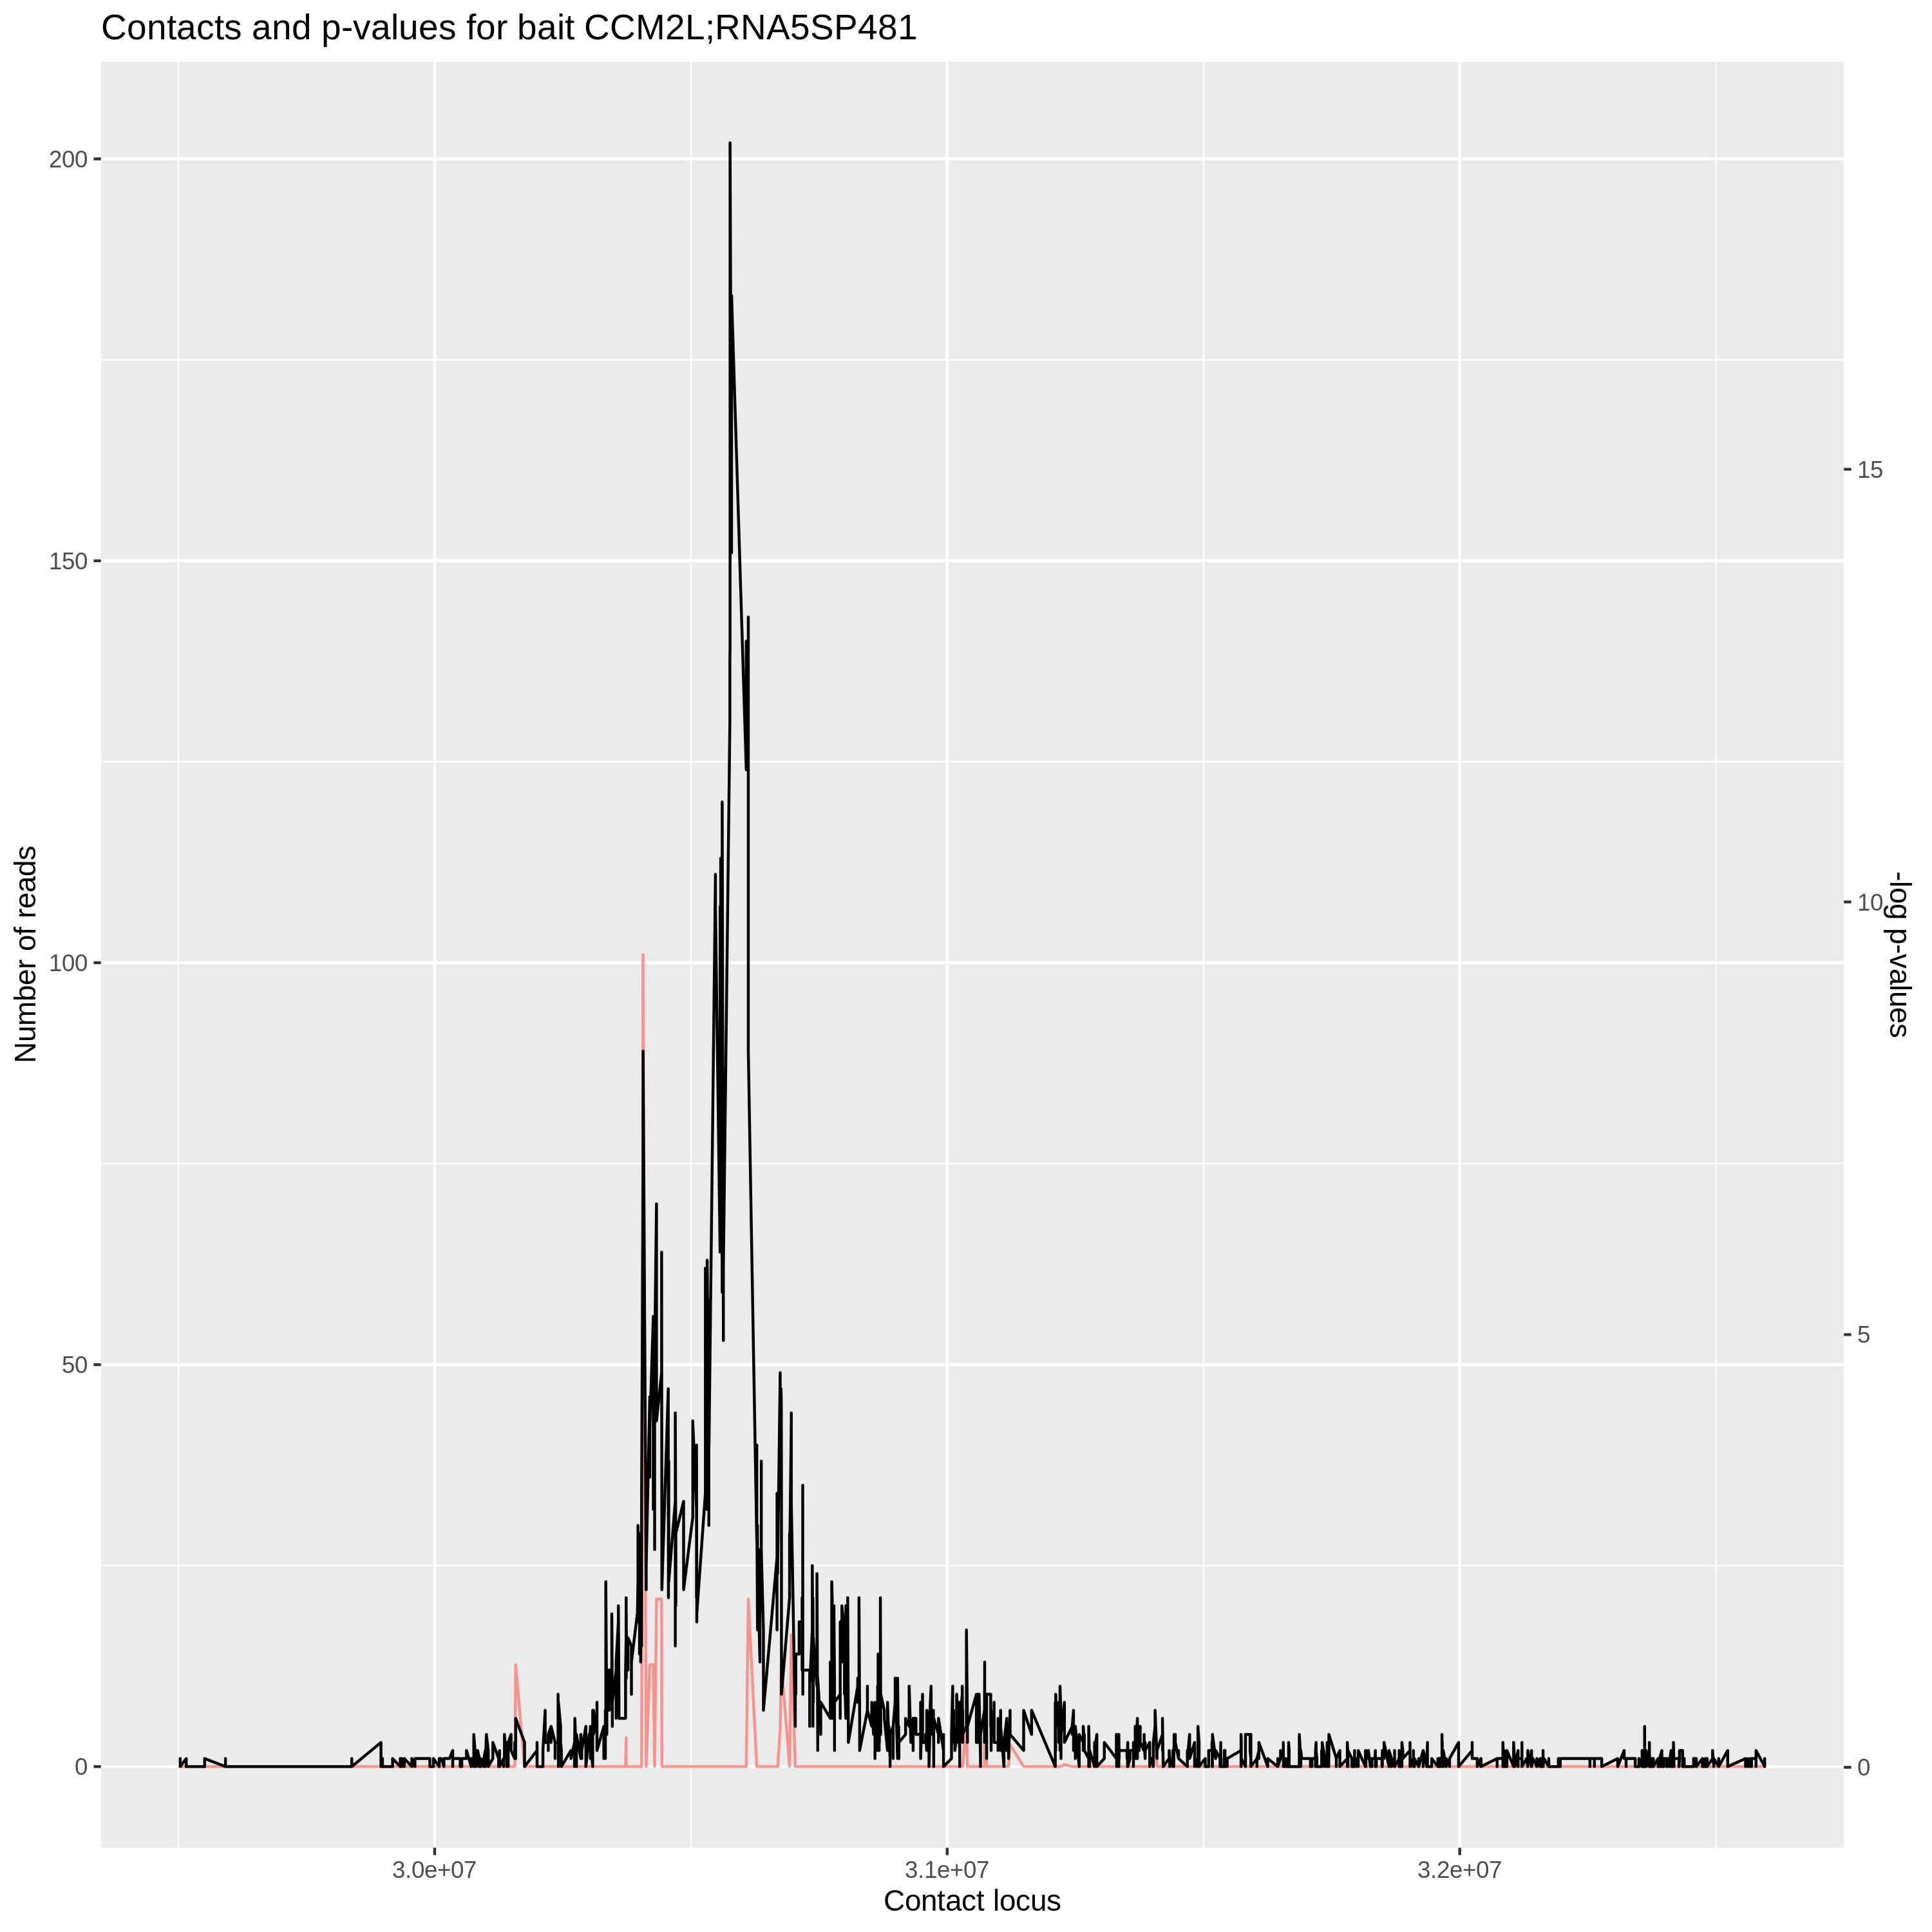 Contacts and p-values for bait CCM2L;RNA5SP481
200
150
100
50
0
Number of reads
15
10
5
0
-log p-values
3.0e+07
3.1e+07
3.2e+07
Contact locus